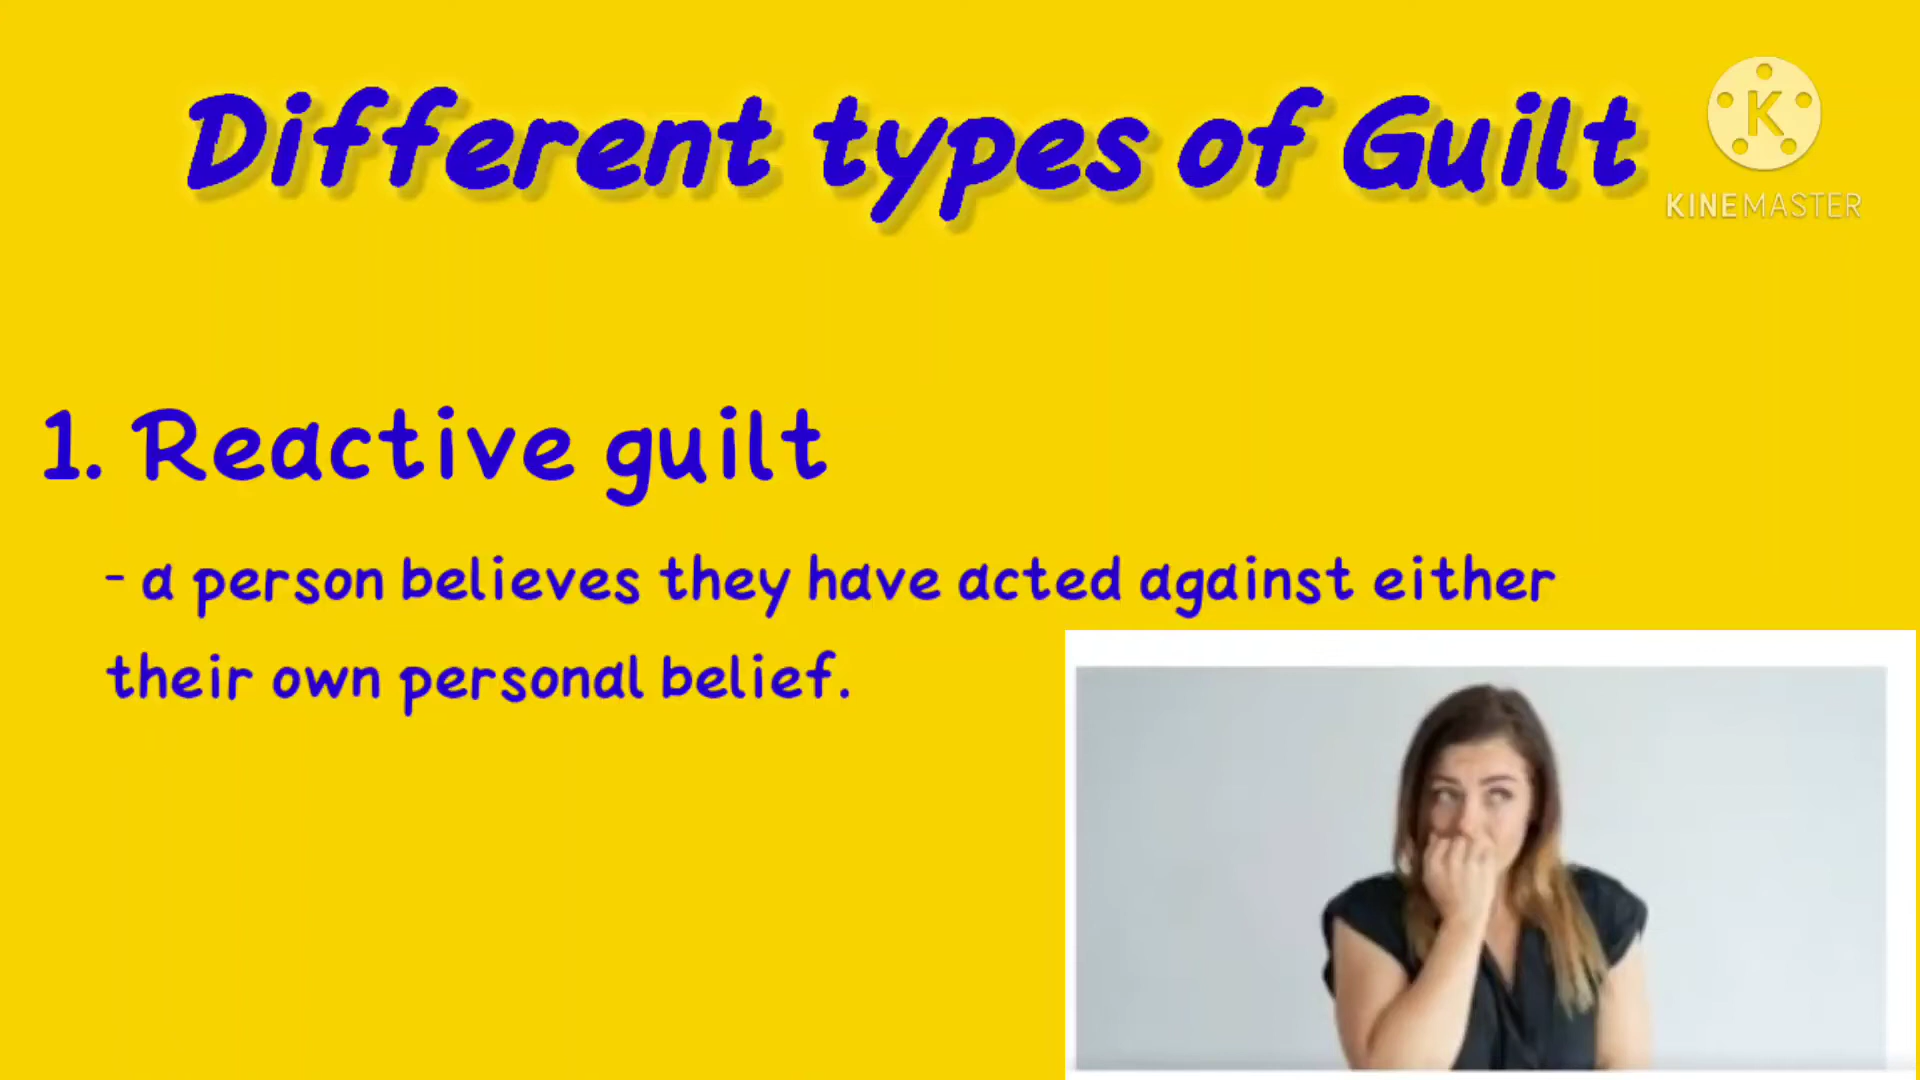 Different types of Guilt
K
KINEMASTER
1. Reactive guilt
- a person believes they have acted against either
their own personal belief.